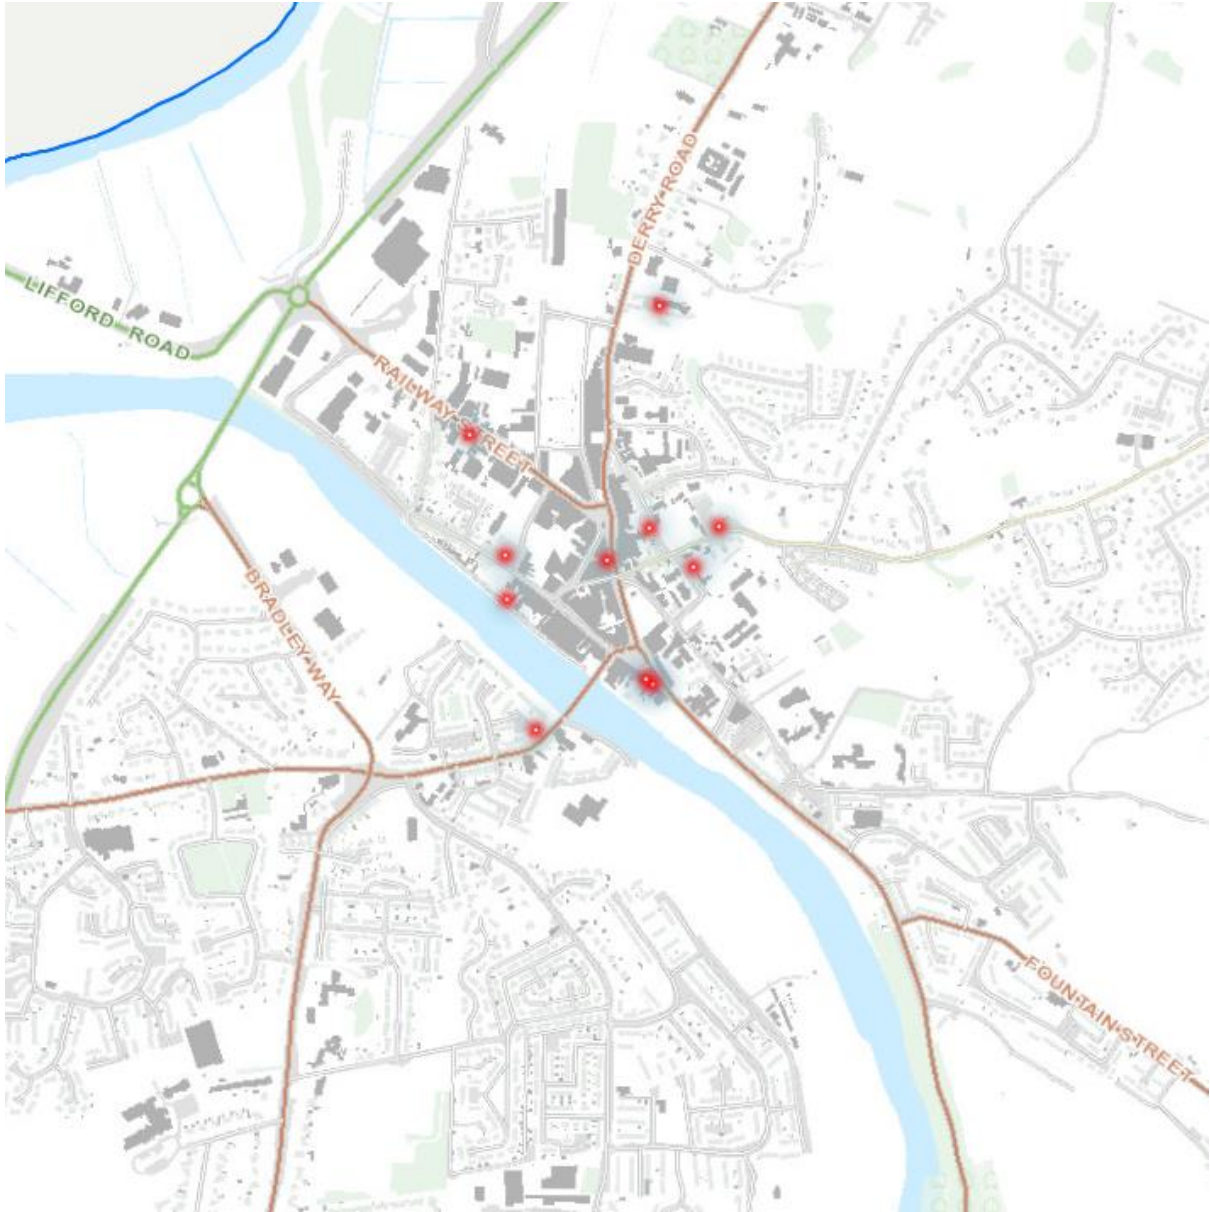 DERRY ROAD
LIFFORD ROAD
RAILWAY STREET
BRADLEY WAY
FOUNTAIN STREET